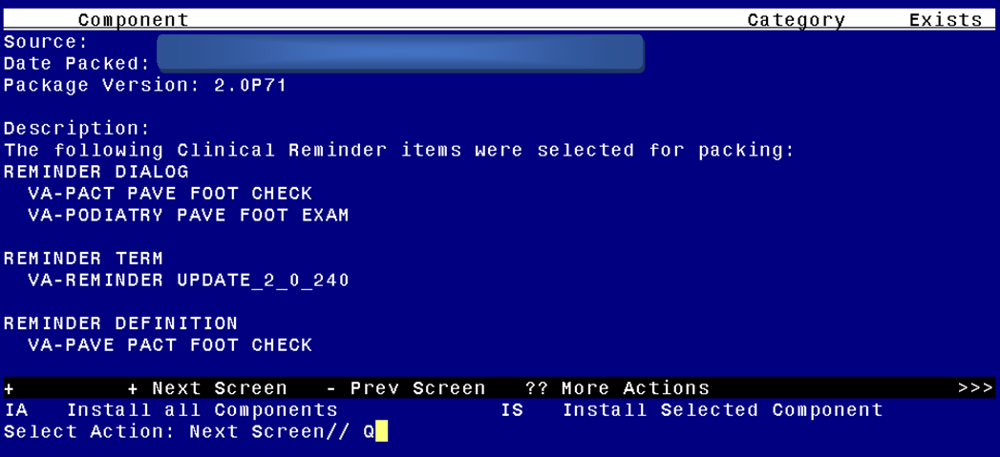 Component Category Exists
Source:
Date Packed:
Package Version: 2.0P71
Description:
The following Clinical Reminder items were selected for packing:
REMINDER DIALOG
VA-PACT PAVE FOOT CHECK
VA-PODIATRY PAVE FOOT EXAM
REMINDER TERM
VA-REMINDER UPDATE_2_0_240
REMINDER DEFINITION
VA-PAVE PACT FOOT CHECK
+ + Next Screen - Prev Screen ?? More Actions >>>
IA Install all Components IS Install Selected Component
Select Action: Next Screen// Q